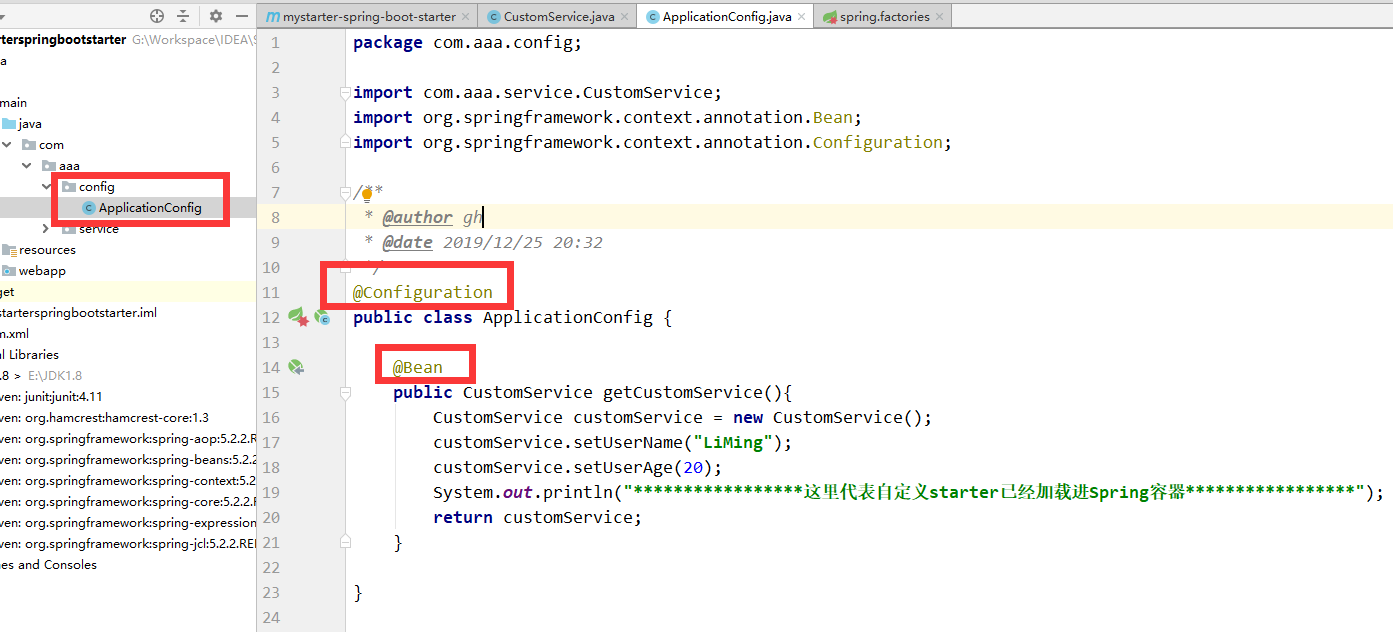 mystarter-spring-boot-starter
CustomService.java
ApplicationConfig.java
spring.factories
rterspringbootstarter G:\Workspace\IDEA\S
a
main
java
com
aaa
config
ApplicationConfig
service
resources
webapp
get
starterspringbootstarter.iml
m.xml
al Libraries
.8 > E:\JDK1.8
ven: junit:junit:4.11
ven: org.hamcrest:hamcrest-core:1.3
ven: org.springframework:spring-aop:5.2.2.R
ven: org.springframework:spring-beans:5.2.2
ven: org.springframework:spring-context:5.2
ven: org.springframework:spring-core:5.2.2.F
ven: org.springframework:spring-expression
ven: org.springframework:spring-jcl:5.2.2.REI
nes and Consoles
1 package com.aaa.config;
2
3 import com.aaa.service.CustomService;
4 import org.springframework.context.annotation.Bean;
5 import org.springframework.context.annotation.Configuration;
6
7 /**
8 * @author gh
9 * @date 2019/12/25 20:32
10 */
11 @Configuration
12 public class ApplicationConfig {
13
14 @Bean
15 public CustomService getCustomService(){
16 CustomService customService = new CustomService();
17 customService.setUserName("LiMing");
18 customService.setUserAge(20);
19 System.out.println("*****************这里代表自定义starter已经加载进Spring容器*****************");
20 return customService;
21 }
22
23 }
24